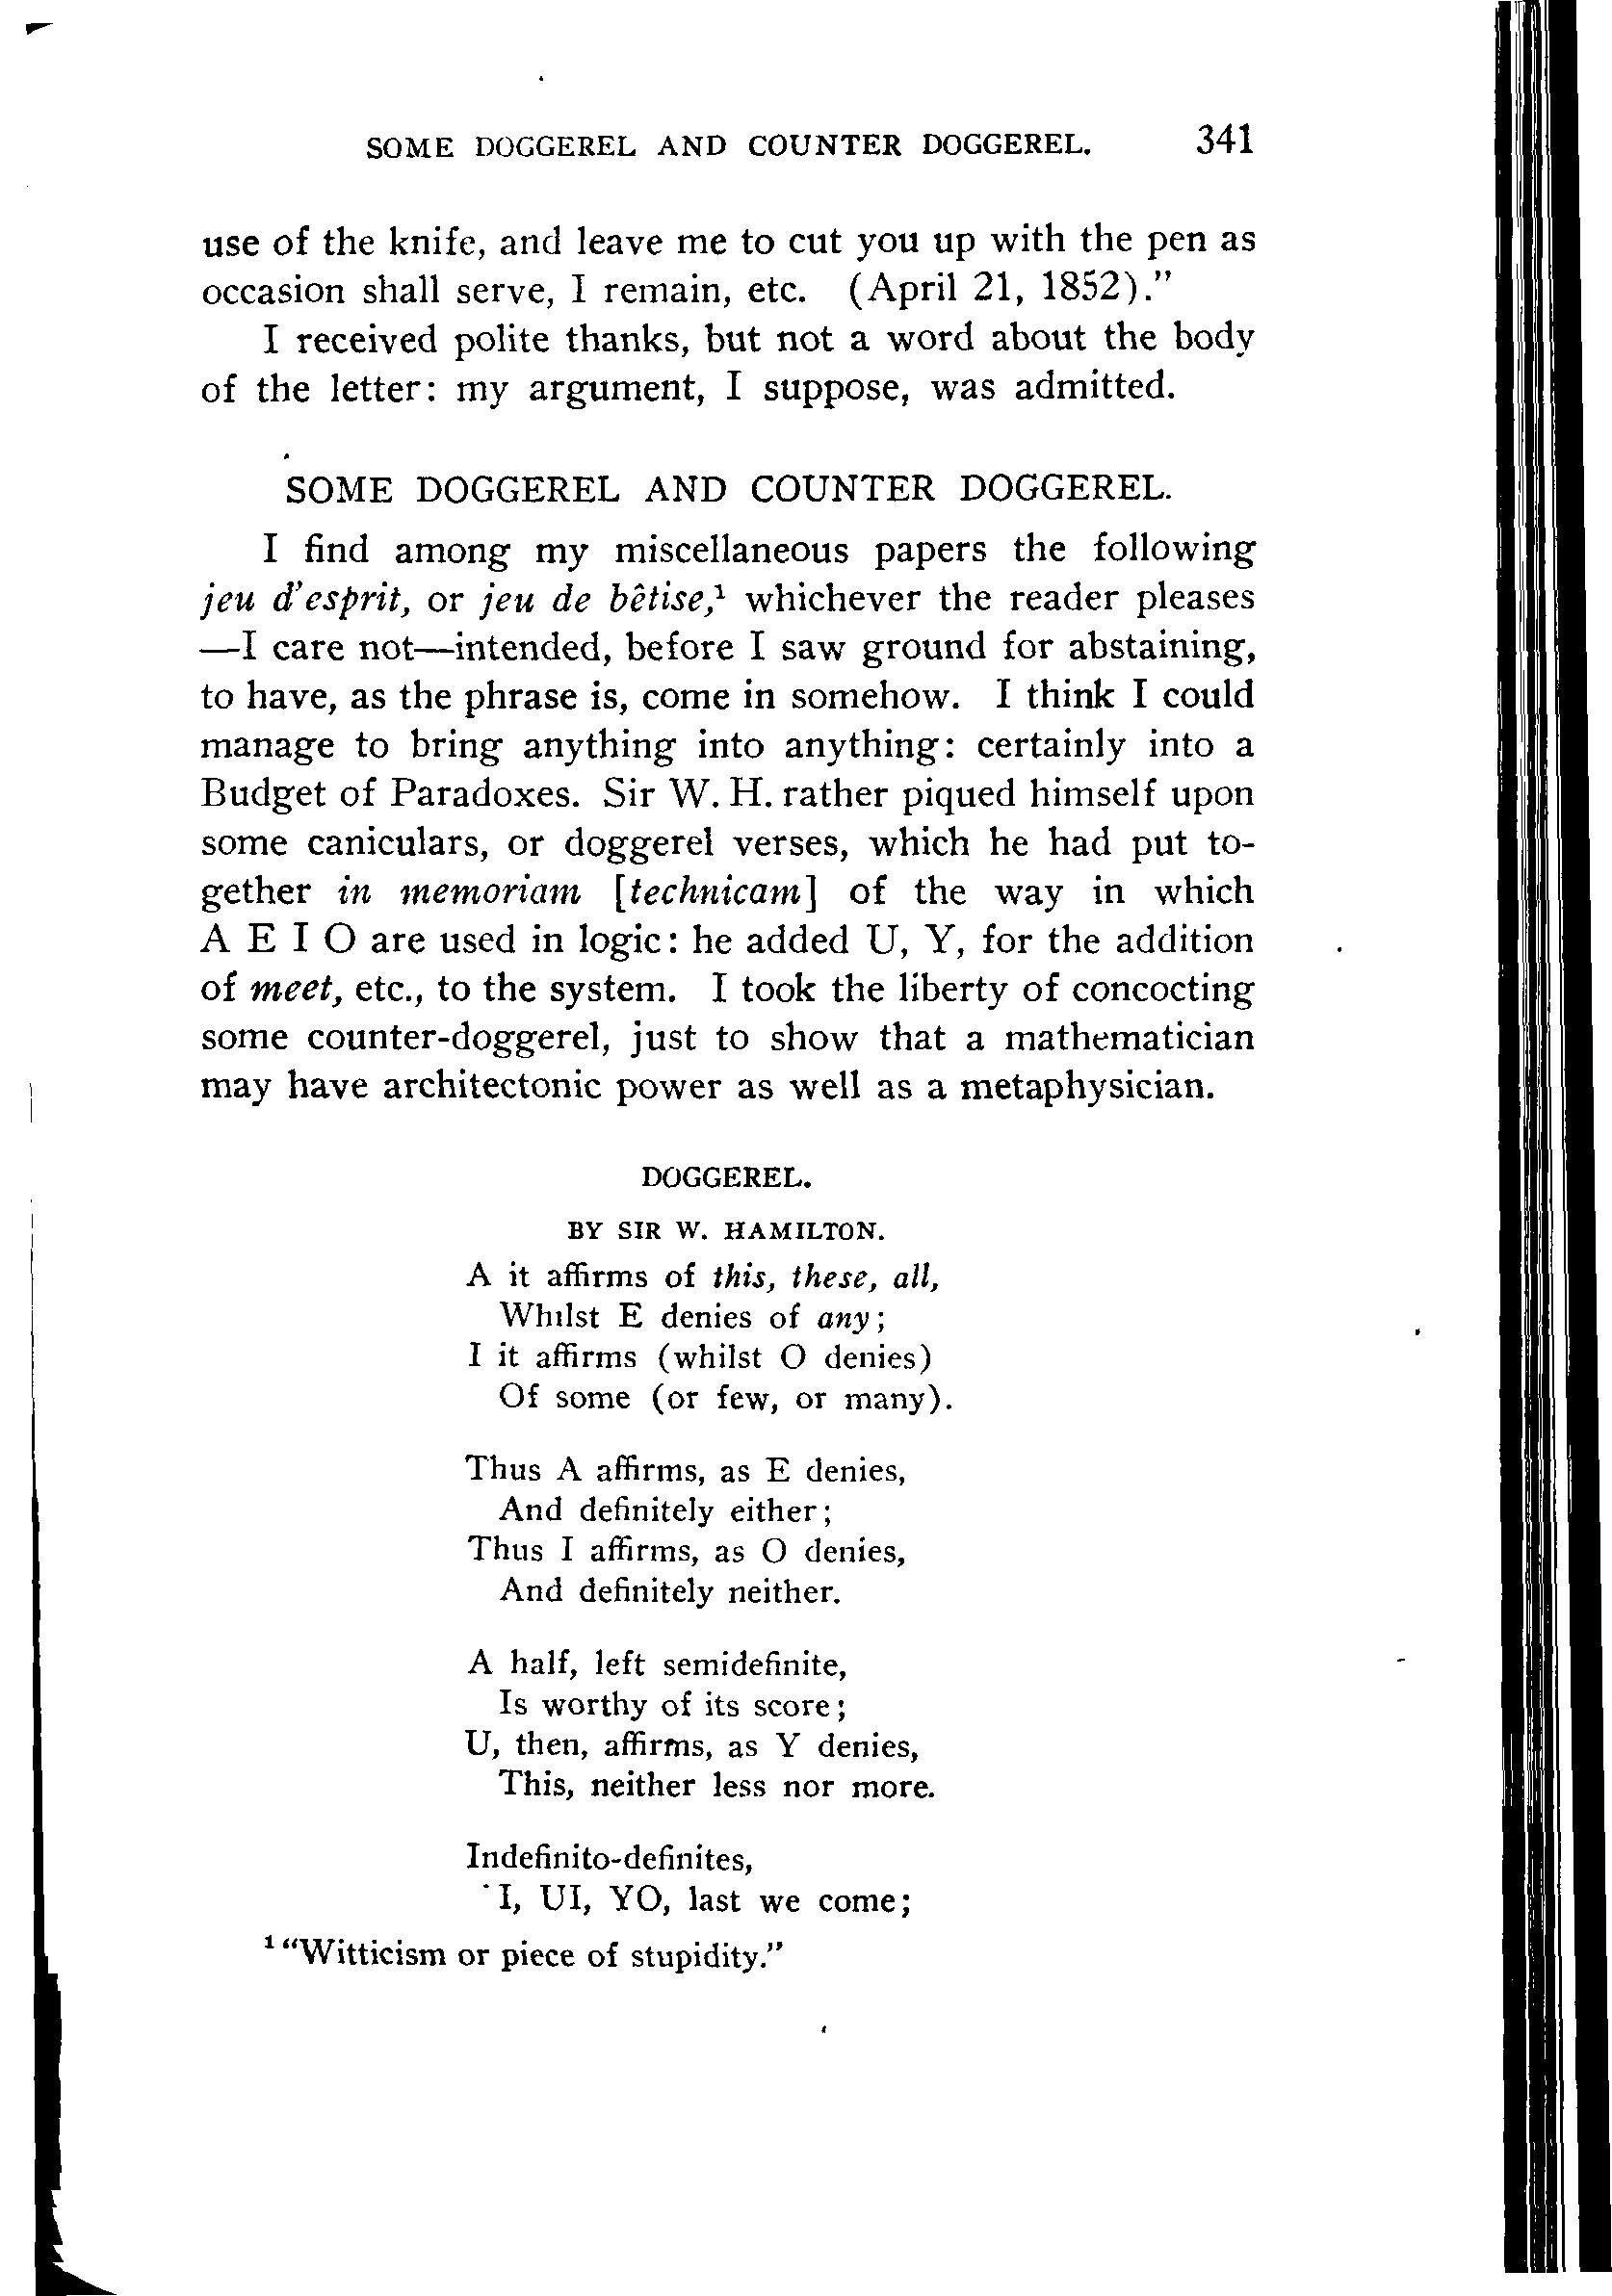 SOME DOGGEREL AND COUNTER DOGGEREL. 341
use of the knife, and leave me to cut you up with the pen as
occasion shall serve, I remain, etc. (April 21, 1852)."
I received polite thanks, but not a word about the body
of the letter: my argument, I suppose, was admitted.
SOME DOGGEREL AND COUNTER DOGGEREL.
I find among my miscellaneous papers the following
jeu d'esprit, or jeu de bêtise,¹ whichever the reader pleases
—I care not—intended, before I saw ground for abstaining,
to have, as the phrase is, come in somehow. I think I could
manage to bring anything into anything: certainly into a
Budget of Paradoxes. Sir W. H. rather piqued himself upon
some caniculars, or doggerel verses, which he had put to-
gether in memoriam [technicam] of the way in which
A E I O are used in logic: he added U, Y, for the addition
of meet, etc., to the system. I took the liberty of concocting
some counter-doggerel, just to show that a mathematician
may have architectonic power as well as a metaphysician.
DOGGEREL.
BY SIR W. HAMILTON.
A it affirms of this, these, all,
Whilst E denies of any;
I it affirms (whilst O denies)
Of some (or few, or many).
Thus A affirms, as E denies,
And definitely either;
Thus I affirms, as O denies,
And definitely neither.
A half, left semidefinite,
Is worthy of its score;
U, then, affirms, as Y denies,
This, neither less nor more.
Indefinito-definites,
I, UI, YO, last we come;
¹ "Witticism or piece of stupidity."